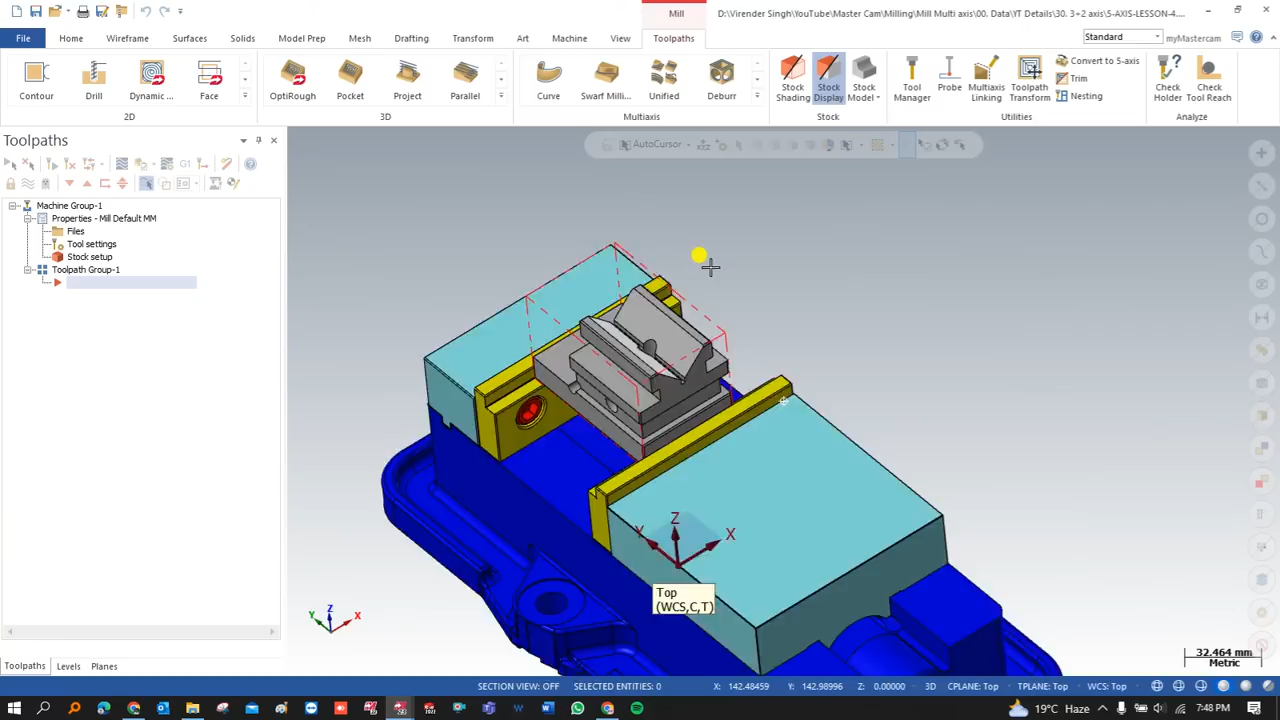 Mill
D:\Virender Singh\YouTube\Master Cam\Milling\Mill Multi axis\00. Data\YT Details\30. 3+2 axis\5-AXIS-LESSON-4....
File Home Wireframe Surfaces Solids Model Prep Mesh Drafting Transform Art Machine View Toolpaths
Standard
myMastercam
Contour
Drill
Dynamic ...
Face
OptiRough
Pocket
Project
Parallel
Curve
Swarf Milli...
Unified
Deburr
Stock Shading
Stock Display
Stock Model
Tool Manager
Probe
Multiaxis Linking
Toolpath Transform
Convert to 5-axis
Trim
Nesting
Check Holder
Check Tool Reach
2D
3D
Multiaxis
Stock
Utilities
Analyze
Toolpaths
AutoCursor
G1
Machine Group-1
Properties - Mill Default MM
Files
Tool settings
Stock setup
Toolpath Group-1
Z
Y
X
Top
(WCS,C,T)
Z
Y
X
32.464 mm
Metric
Toolpaths Levels Planes
SECTION VIEW: OFF SELECTED ENTITIES: 0 X: 142.48459 Y: 142.98996 Z: 0.00000 3D CPLANE: Top TPLANE: Top WCS: Top
19°C Haze
7:48 PM